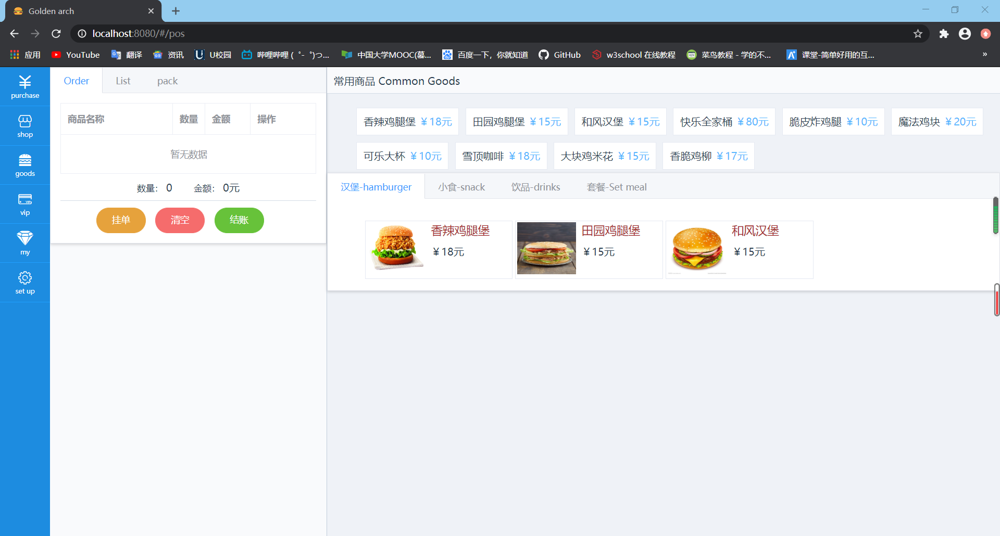 Golden arch
localhost:8080/#/pos
应用 YouTube 翻译 资讯 U校园 哔哩哔哩 (゜-゜)つ... 中国大学MOOC(慕... 百度一下，你就知道 GitHub w3school 在线教程 菜鸟教程 - 学的不... 课堂-简单好用的互... »
purchase
shop
goods
vip
my
set up
Order List pack
商品名称 数量 金额 操作
暂无数据
数量： 0 金额： 0元
挂单 清空 结账
常用商品 Common Goods
香辣鸡腿堡 ￥18元 田园鸡腿堡 ￥15元 和风汉堡 ￥15元 快乐全家桶 ￥80元 脆皮炸鸡腿 ￥10元 魔法鸡块 ￥20元
可乐大杯 ￥10元 雪顶咖啡 ￥18元 大块鸡米花 ￥15元 香脆鸡柳 ￥17元
汉堡-hamburger 小食-snack 饮品-drinks 套餐-Set meal
香辣鸡腿堡 田园鸡腿堡 和风汉堡
￥18元 ￥15元 ￥15元